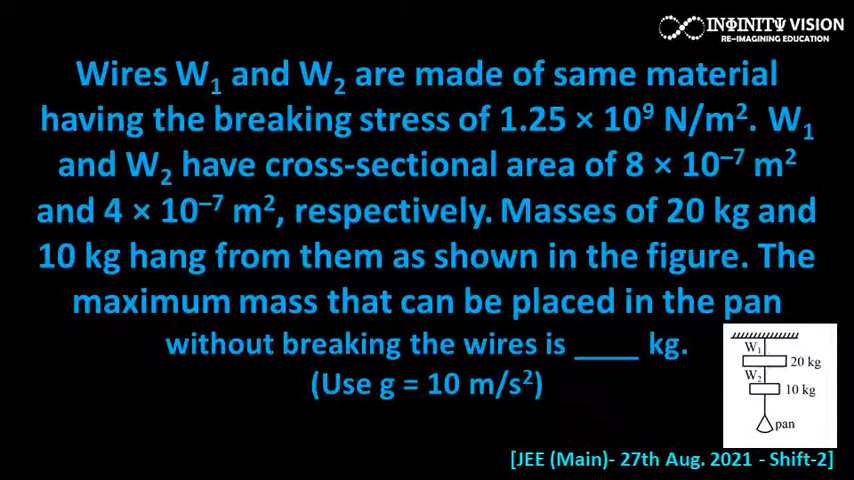 INFINITY VISION
RE-IMAGINING EDUCATION
Wires W₁ and W₂ are made of same material
having the breaking stress of 1.25 × 10⁹ N/m². W₁
and W₂ have cross-sectional area of 8 × 10⁻⁷ m²
and 4 × 10⁻⁷ m², respectively. Masses of 20 kg and
10 kg hang from them as shown in the figure. The
maximum mass that can be placed in the pan
without breaking the wires is ____ kg.
(Use g = 10 m/s²)
W₁
20 kg
W₂
10 kg
pan
[JEE (Main)- 27th Aug. 2021 - Shift-2]